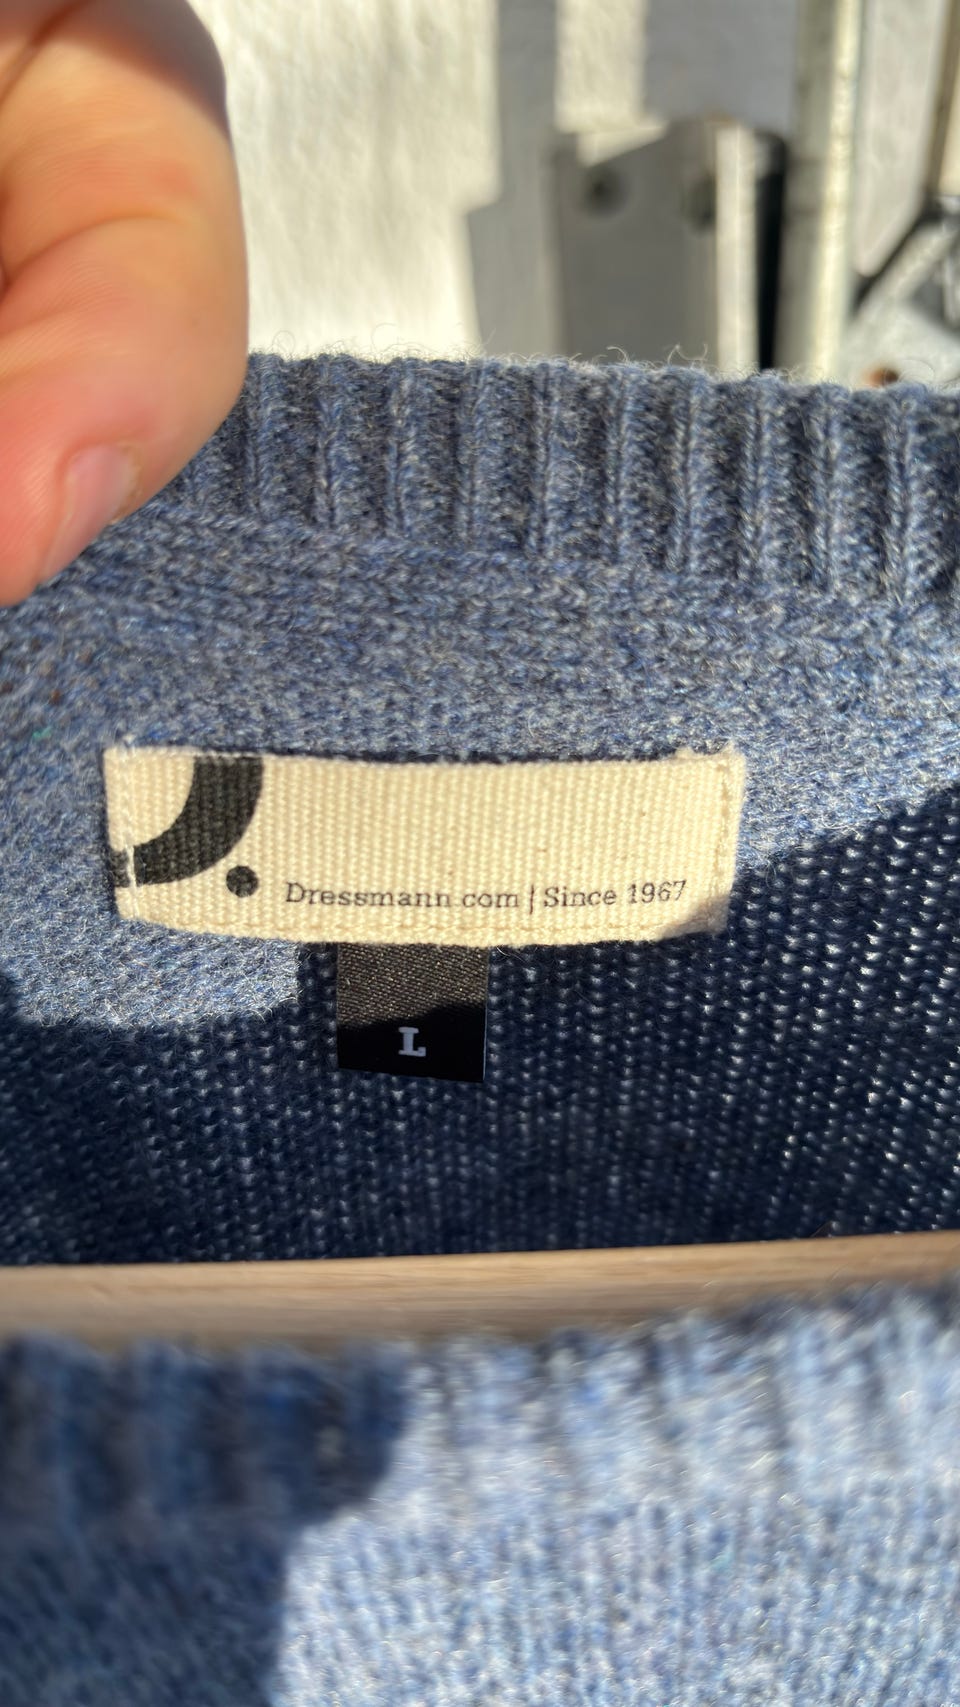 D.
Dressmann.com | Since 1967
L